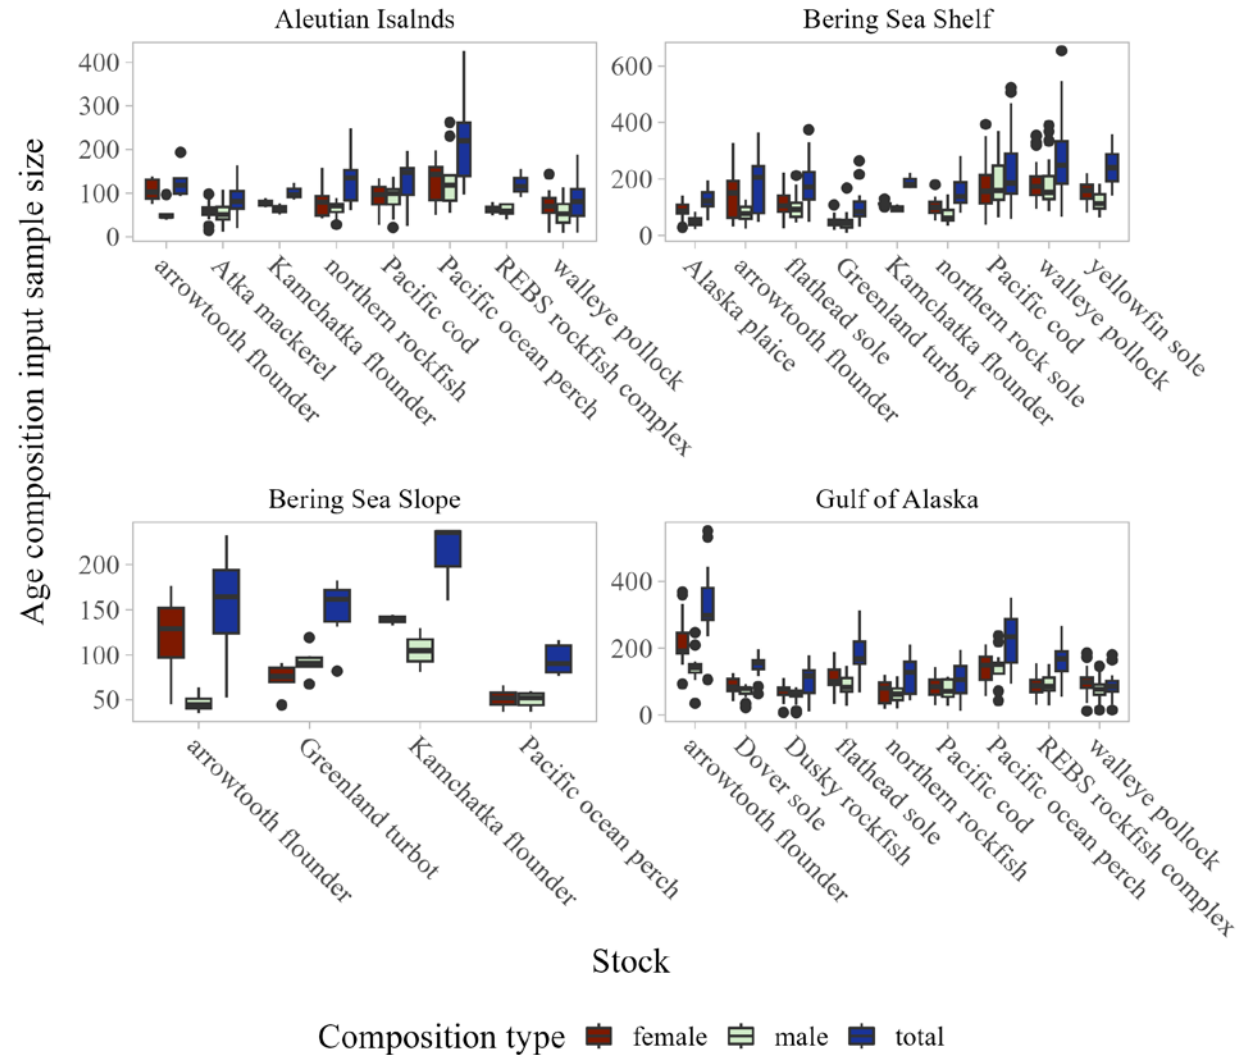 Aleutian Isalnds
Bering Sea Shelf
Age composition input sample size
400
300
200
100
0
600
400
200
0
arrowtooth flounder
Atka mackerel
Kamchatka flounder
northern rockfish
Pacific cod
Pacific ocean perch
REBS rockfish complex
walleye pollock
Alaska plaice
arrowtooth flounder
flathead sole
Greenland turbot
Kamchatka flounder
northern rock sole
Pacific cod
walleye pollock
yellowfin sole
Bering Sea Slope
Gulf of Alaska
200
150
100
50
400
200
0
arrowtooth flounder
Greenland turbot
Kamchatka flounder
Pacific ocean perch
arrowtooth flounder
Dover sole
Dusky rockfish
flathead sole
northern rockfish
Pacific cod
Pacific ocean perch
REBS rockfish complex
walleye pollock
Stock
Composition type female male total